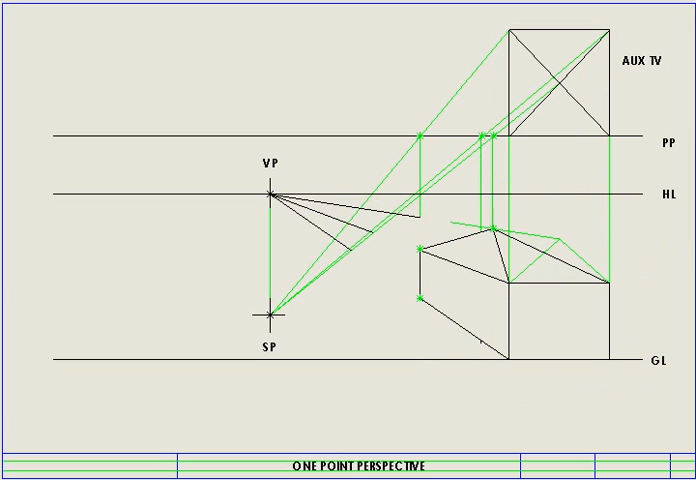 AUX TV
PP
VP
HL
SP
GL
ONE POINT PERSPECTIVE